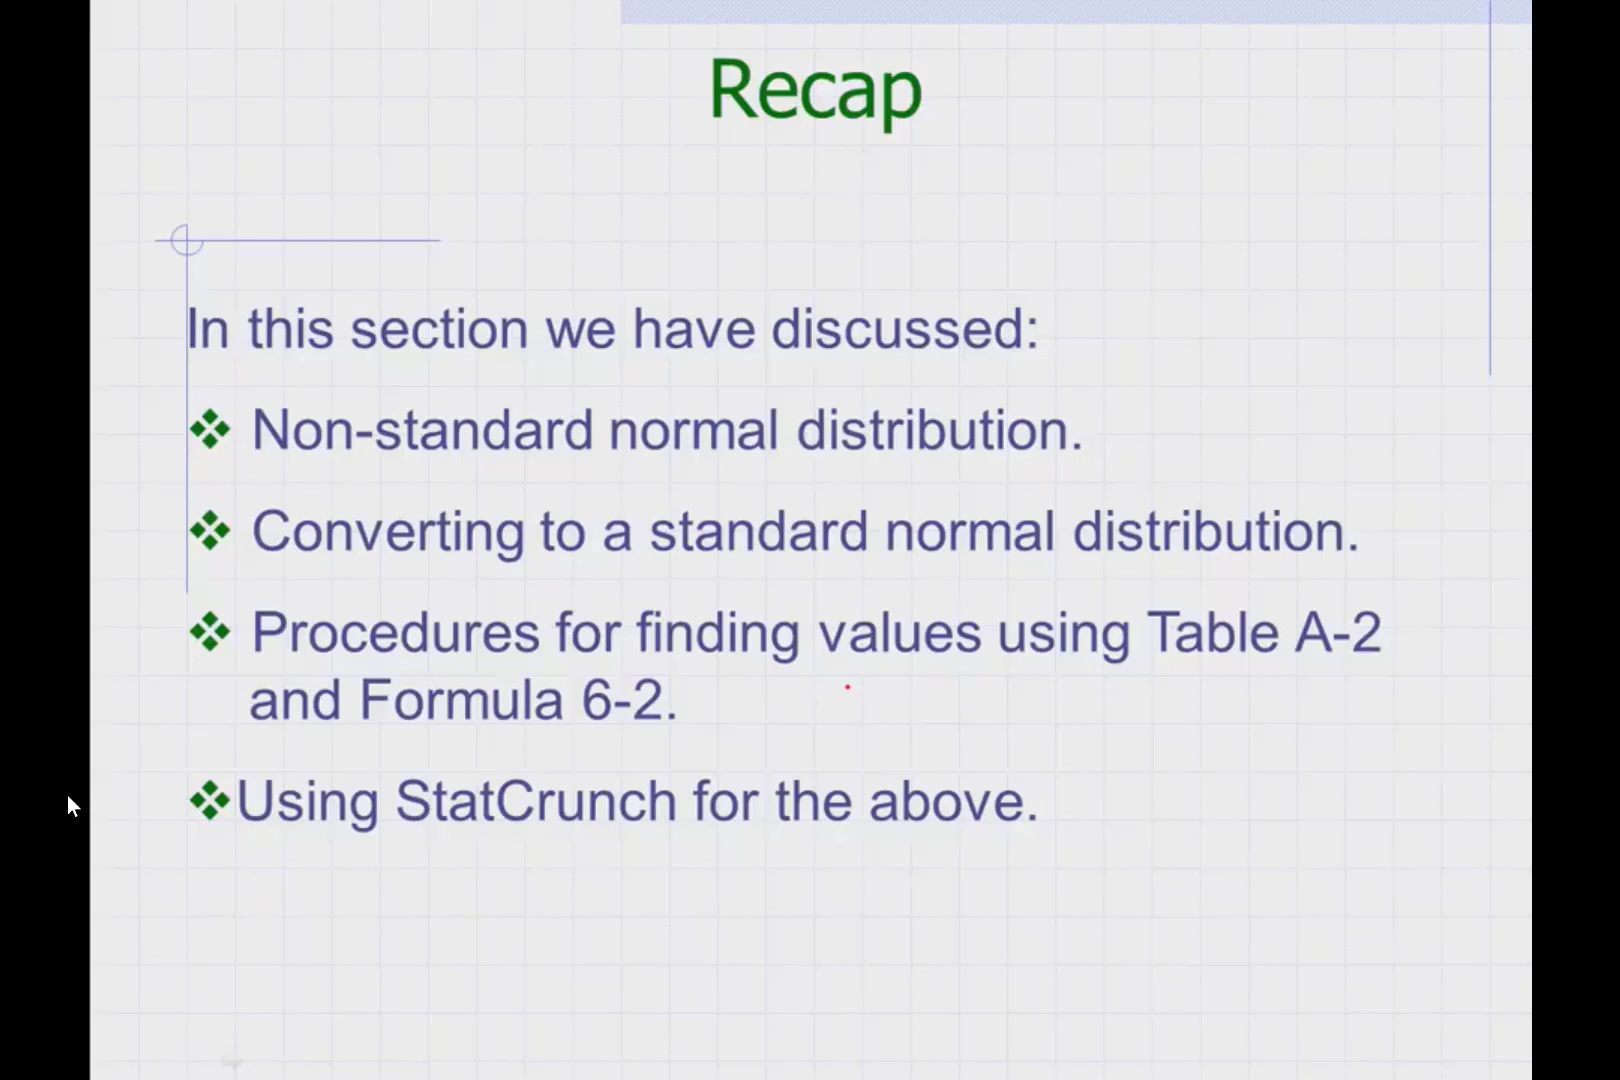 Recap
In this section we have discussed:
Non-standard normal distribution.
Converting to a standard normal distribution.
Procedures for finding values using Table A-2
and Formula 6-2.
Using StatCrunch for the above.